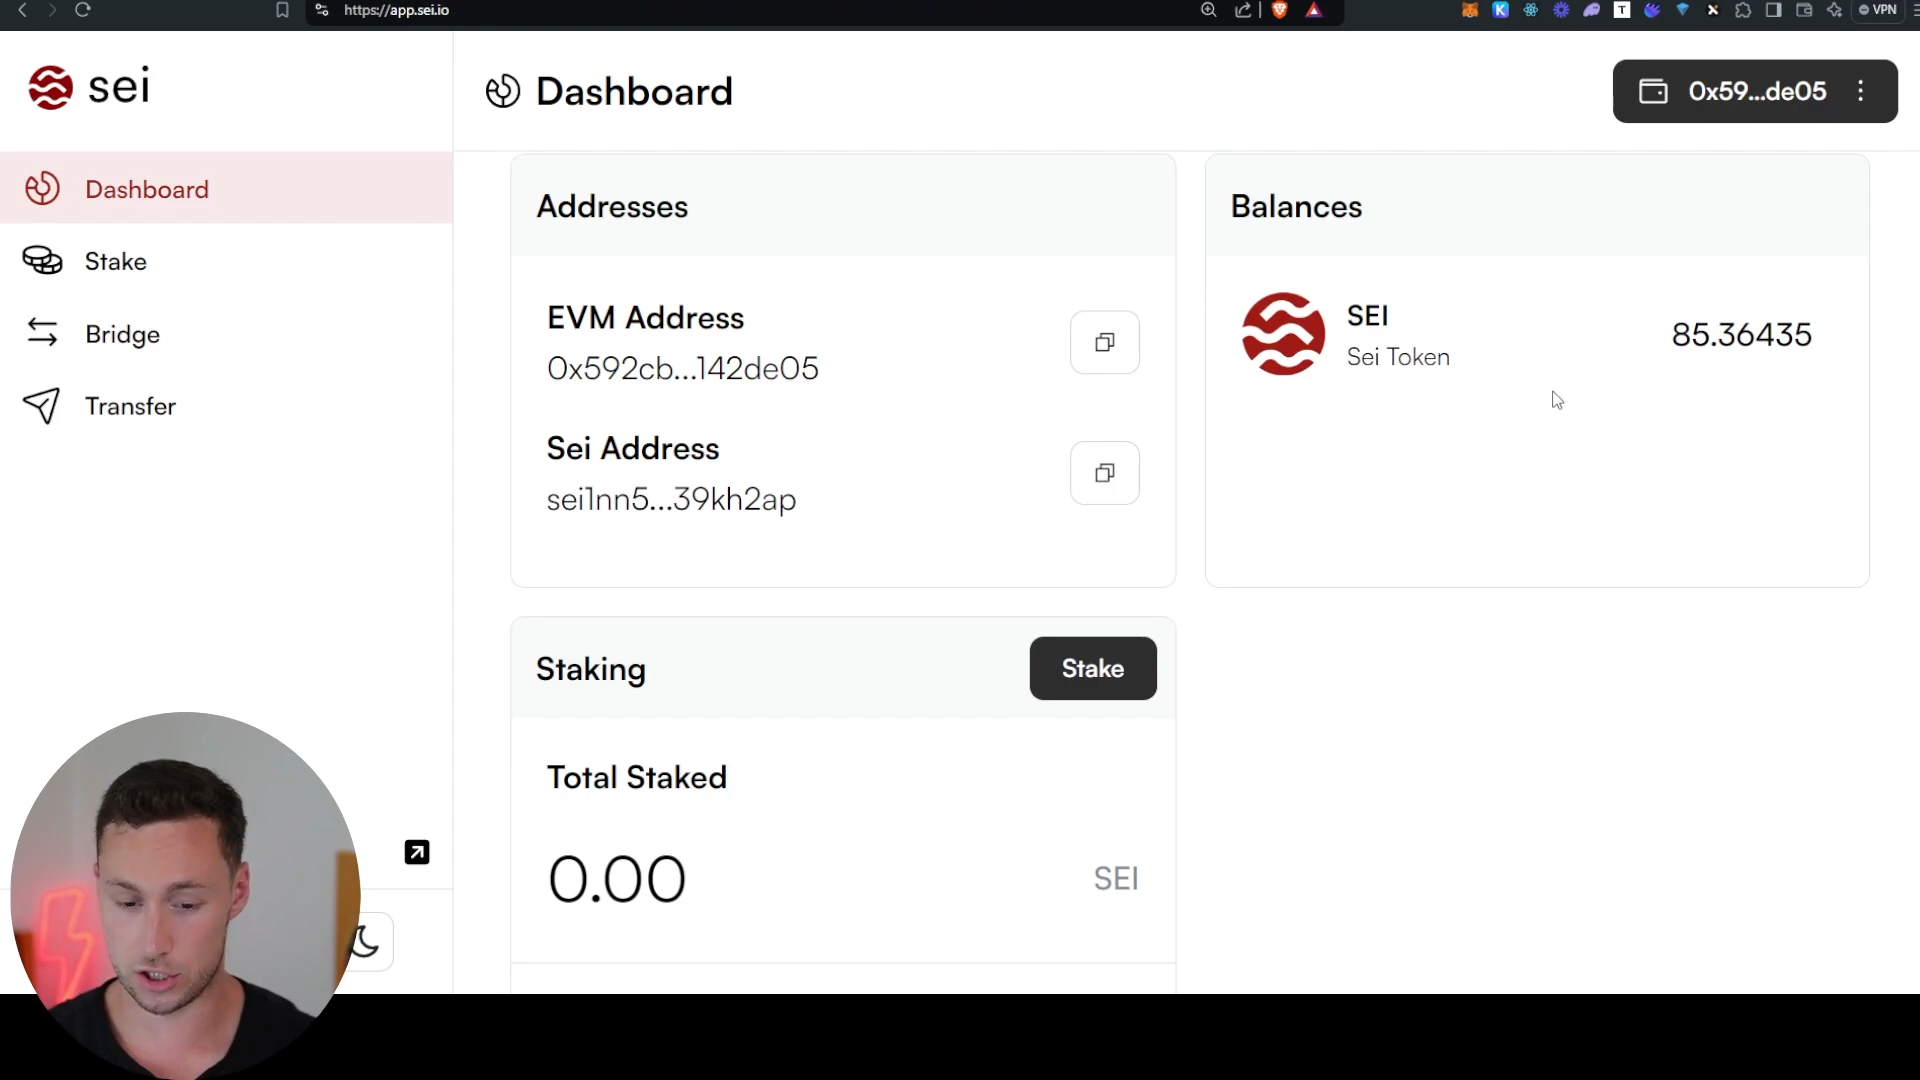 https://app.sei.io
VPN
sei
Dashboard
0x59...de05
Dashboard
Stake
Bridge
Transfer
Addresses
EVM Address
0x592cb...142de05
Sei Address
sei1nn5...39kh2ap
Balances
SEI
Sei Token
85.36435
Staking
Stake
Total Staked
0.00
SEI